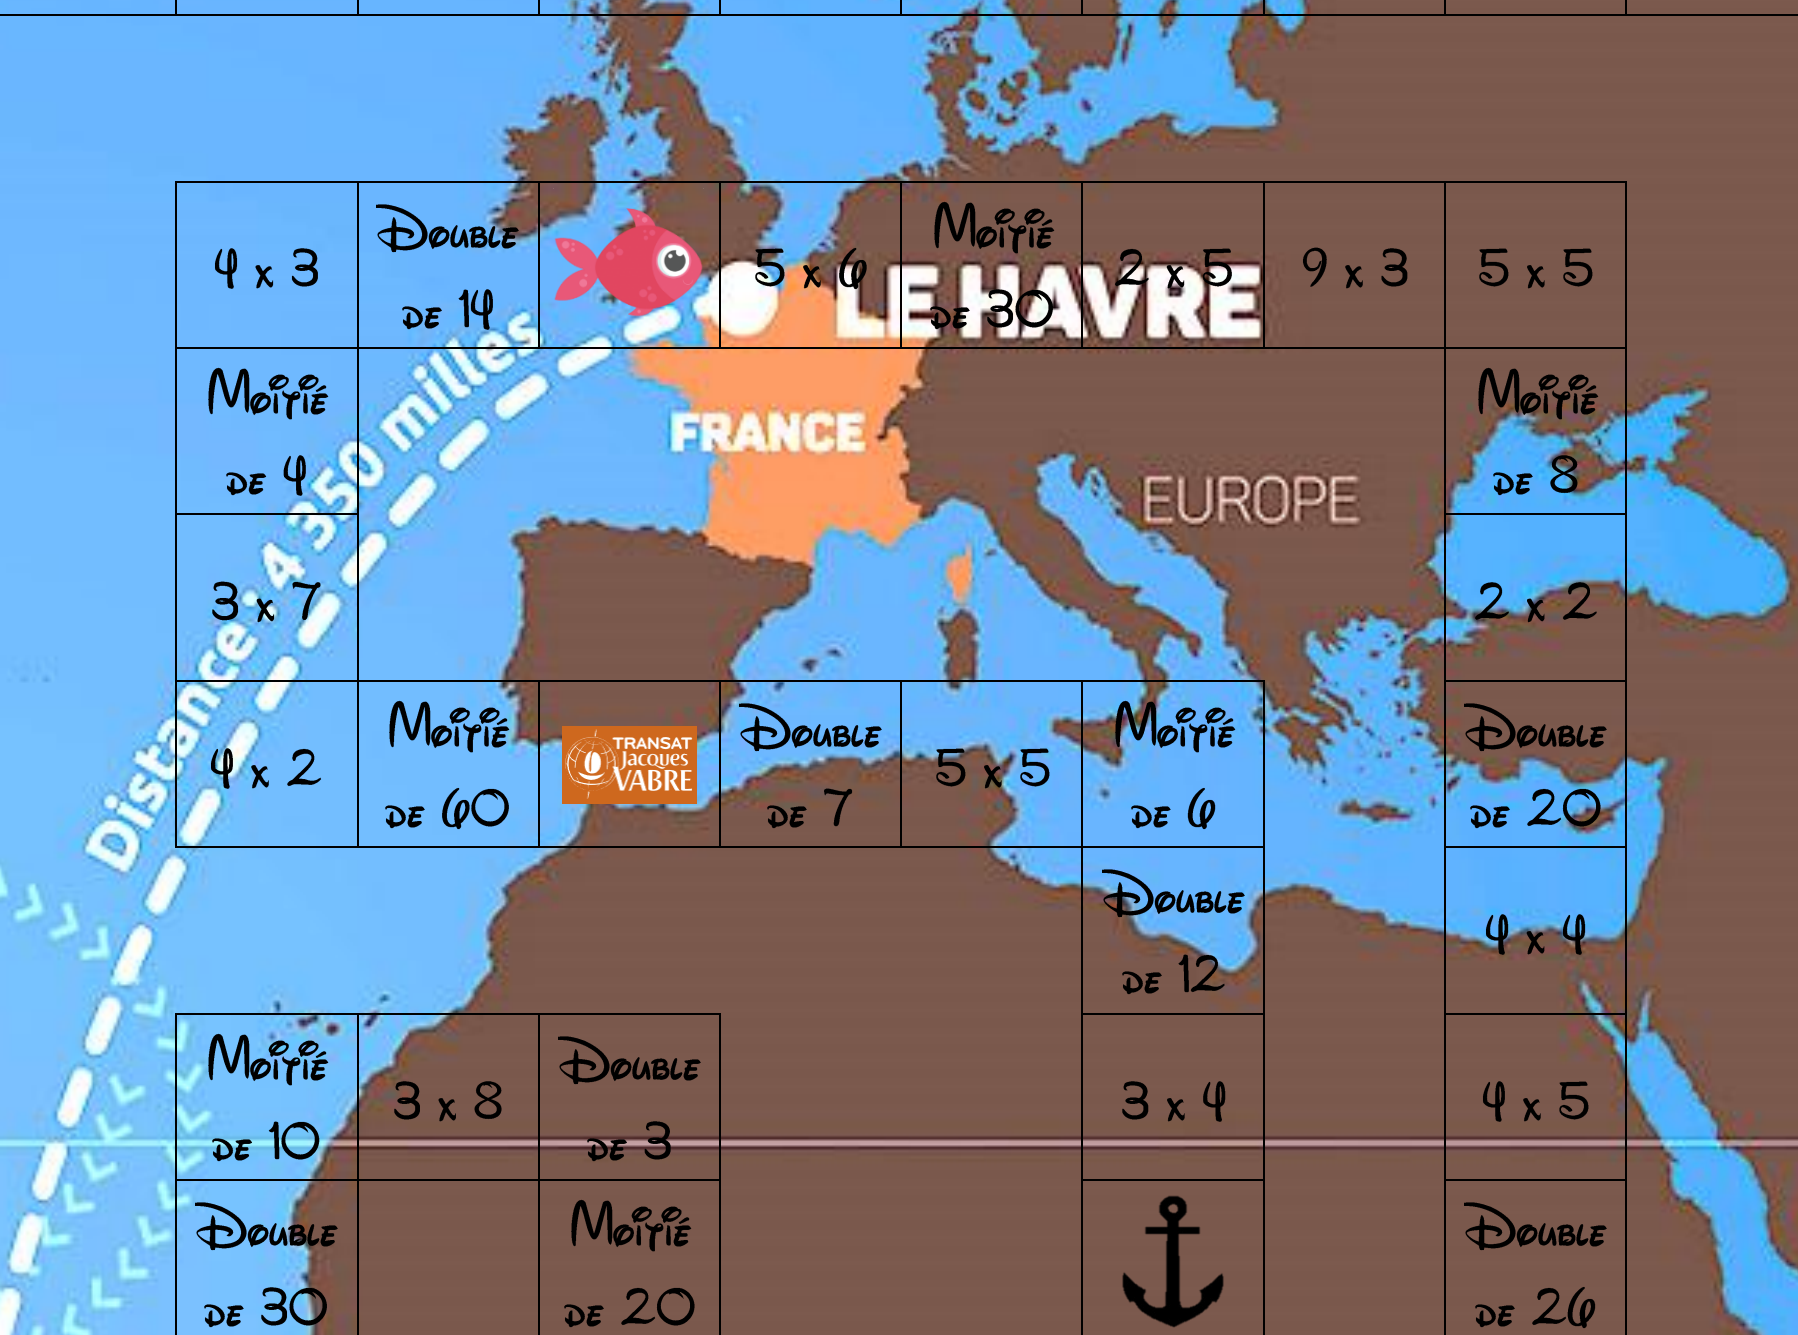 4 x 3
Double
de 14
5 x 6
Moitié
de 30
2 x 5
9 x 3
5 x 5
LE HAVRE
Distance : 4 350 milles
Moitié
de 4
FRANCE
EUROPE
Moitié
de 8
3 x 7
2 x 2
4 x 2
Moitié
de 60
TRANSAT
Jacques
VABRE
Double
de 7
5 x 5
Moitié
de 6
Double
de 20
Double
de 12
4 x 4
Moitié
de 10
3 x 8
Double
de 3
3 x 4
4 x 5
Double
de 30
Moitié
de 20
Double
de 26